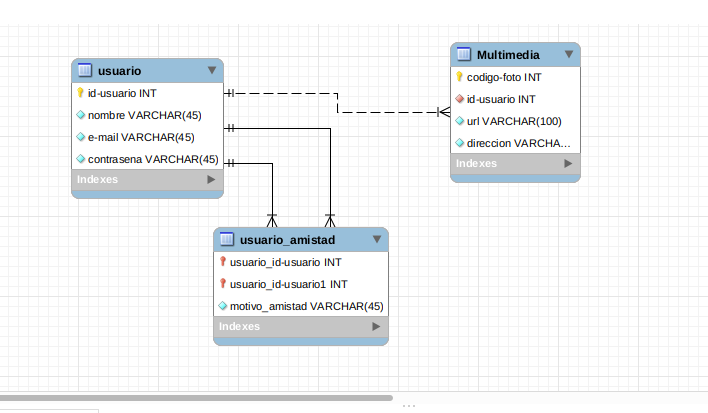 usuario
id-usuario INT
nombre VARCHAR(45)
e-mail VARCHAR(45)
contrasena VARCHAR(45)
Indexes
Multimedia
codigo-foto INT
id-usuario INT
url VARCHAR(100)
direccion VARCHA...
Indexes
usuario_amistad
usuario_id-usuario INT
usuario_id-usuario1 INT
motivo_amistad VARCHAR(45)
Indexes